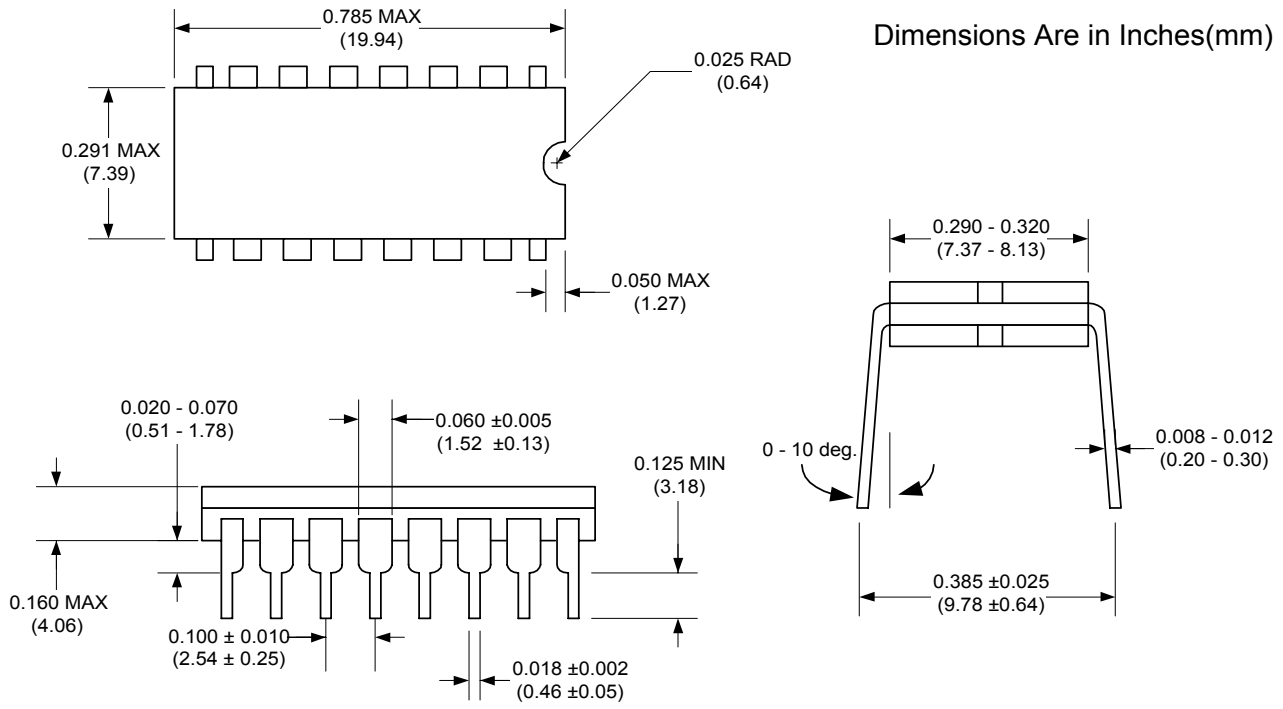 0.785 MAX
(19.94)
Dimensions Are in Inches(mm)
0.025 RAD
(0.64)
0.291 MAX
(7.39)
0.050 MAX
(1.27)
0.290 - 0.320
(7.37 - 8.13)
0.020 - 0.070
(0.51 - 1.78)
0.060 ±0.005
(1.52 ±0.13)
0.125 MIN
(3.18)
0 - 10 deg.
0.008 - 0.012
(0.20 - 0.30)
0.160 MAX
(4.06)
0.100 ± 0.010
(2.54 ± 0.25)
0.018 ±0.002
(0.46 ±0.05)
0.385 ±0.025
(9.78 ±0.64)